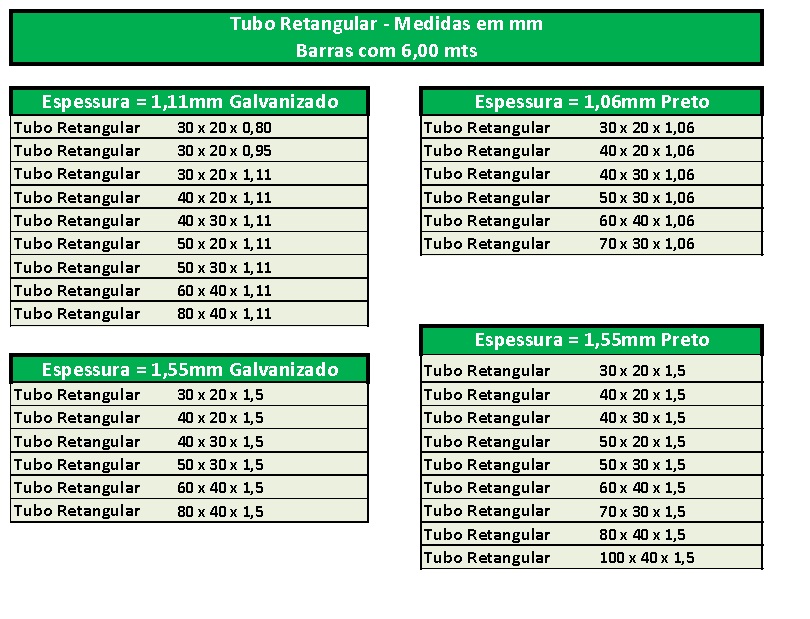 Tubo Retangular - Medidas em mm
Barras com 6,00 mts
Espessura = 1,11mm Galvanizado
Tubo Retangular 30 x 20 x 0,80
Tubo Retangular 30 x 20 x 0,95
Tubo Retangular 30 x 20 x 1,11
Tubo Retangular 40 x 20 x 1,11
Tubo Retangular 40 x 30 x 1,11
Tubo Retangular 50 x 20 x 1,11
Tubo Retangular 50 x 30 x 1,11
Tubo Retangular 60 x 40 x 1,11
Tubo Retangular 80 x 40 x 1,11
Espessura = 1,55mm Galvanizado
Tubo Retangular 30 x 20 x 1,5
Tubo Retangular 40 x 20 x 1,5
Tubo Retangular 40 x 30 x 1,5
Tubo Retangular 50 x 30 x 1,5
Tubo Retangular 60 x 40 x 1,5
Tubo Retangular 80 x 40 x 1,5
Espessura = 1,06mm Preto
Tubo Retangular 30 x 20 x 1,06
Tubo Retangular 40 x 20 x 1,06
Tubo Retangular 40 x 30 x 1,06
Tubo Retangular 50 x 30 x 1,06
Tubo Retangular 60 x 40 x 1,06
Tubo Retangular 70 x 30 x 1,06
Espessura = 1,55mm Preto
Tubo Retangular 30 x 20 x 1,5
Tubo Retangular 40 x 20 x 1,5
Tubo Retangular 40 x 30 x 1,5
Tubo Retangular 50 x 20 x 1,5
Tubo Retangular 50 x 30 x 1,5
Tubo Retangular 60 x 40 x 1,5
Tubo Retangular 70 x 30 x 1,5
Tubo Retangular 80 x 40 x 1,5
Tubo Retangular 100 x 40 x 1,5